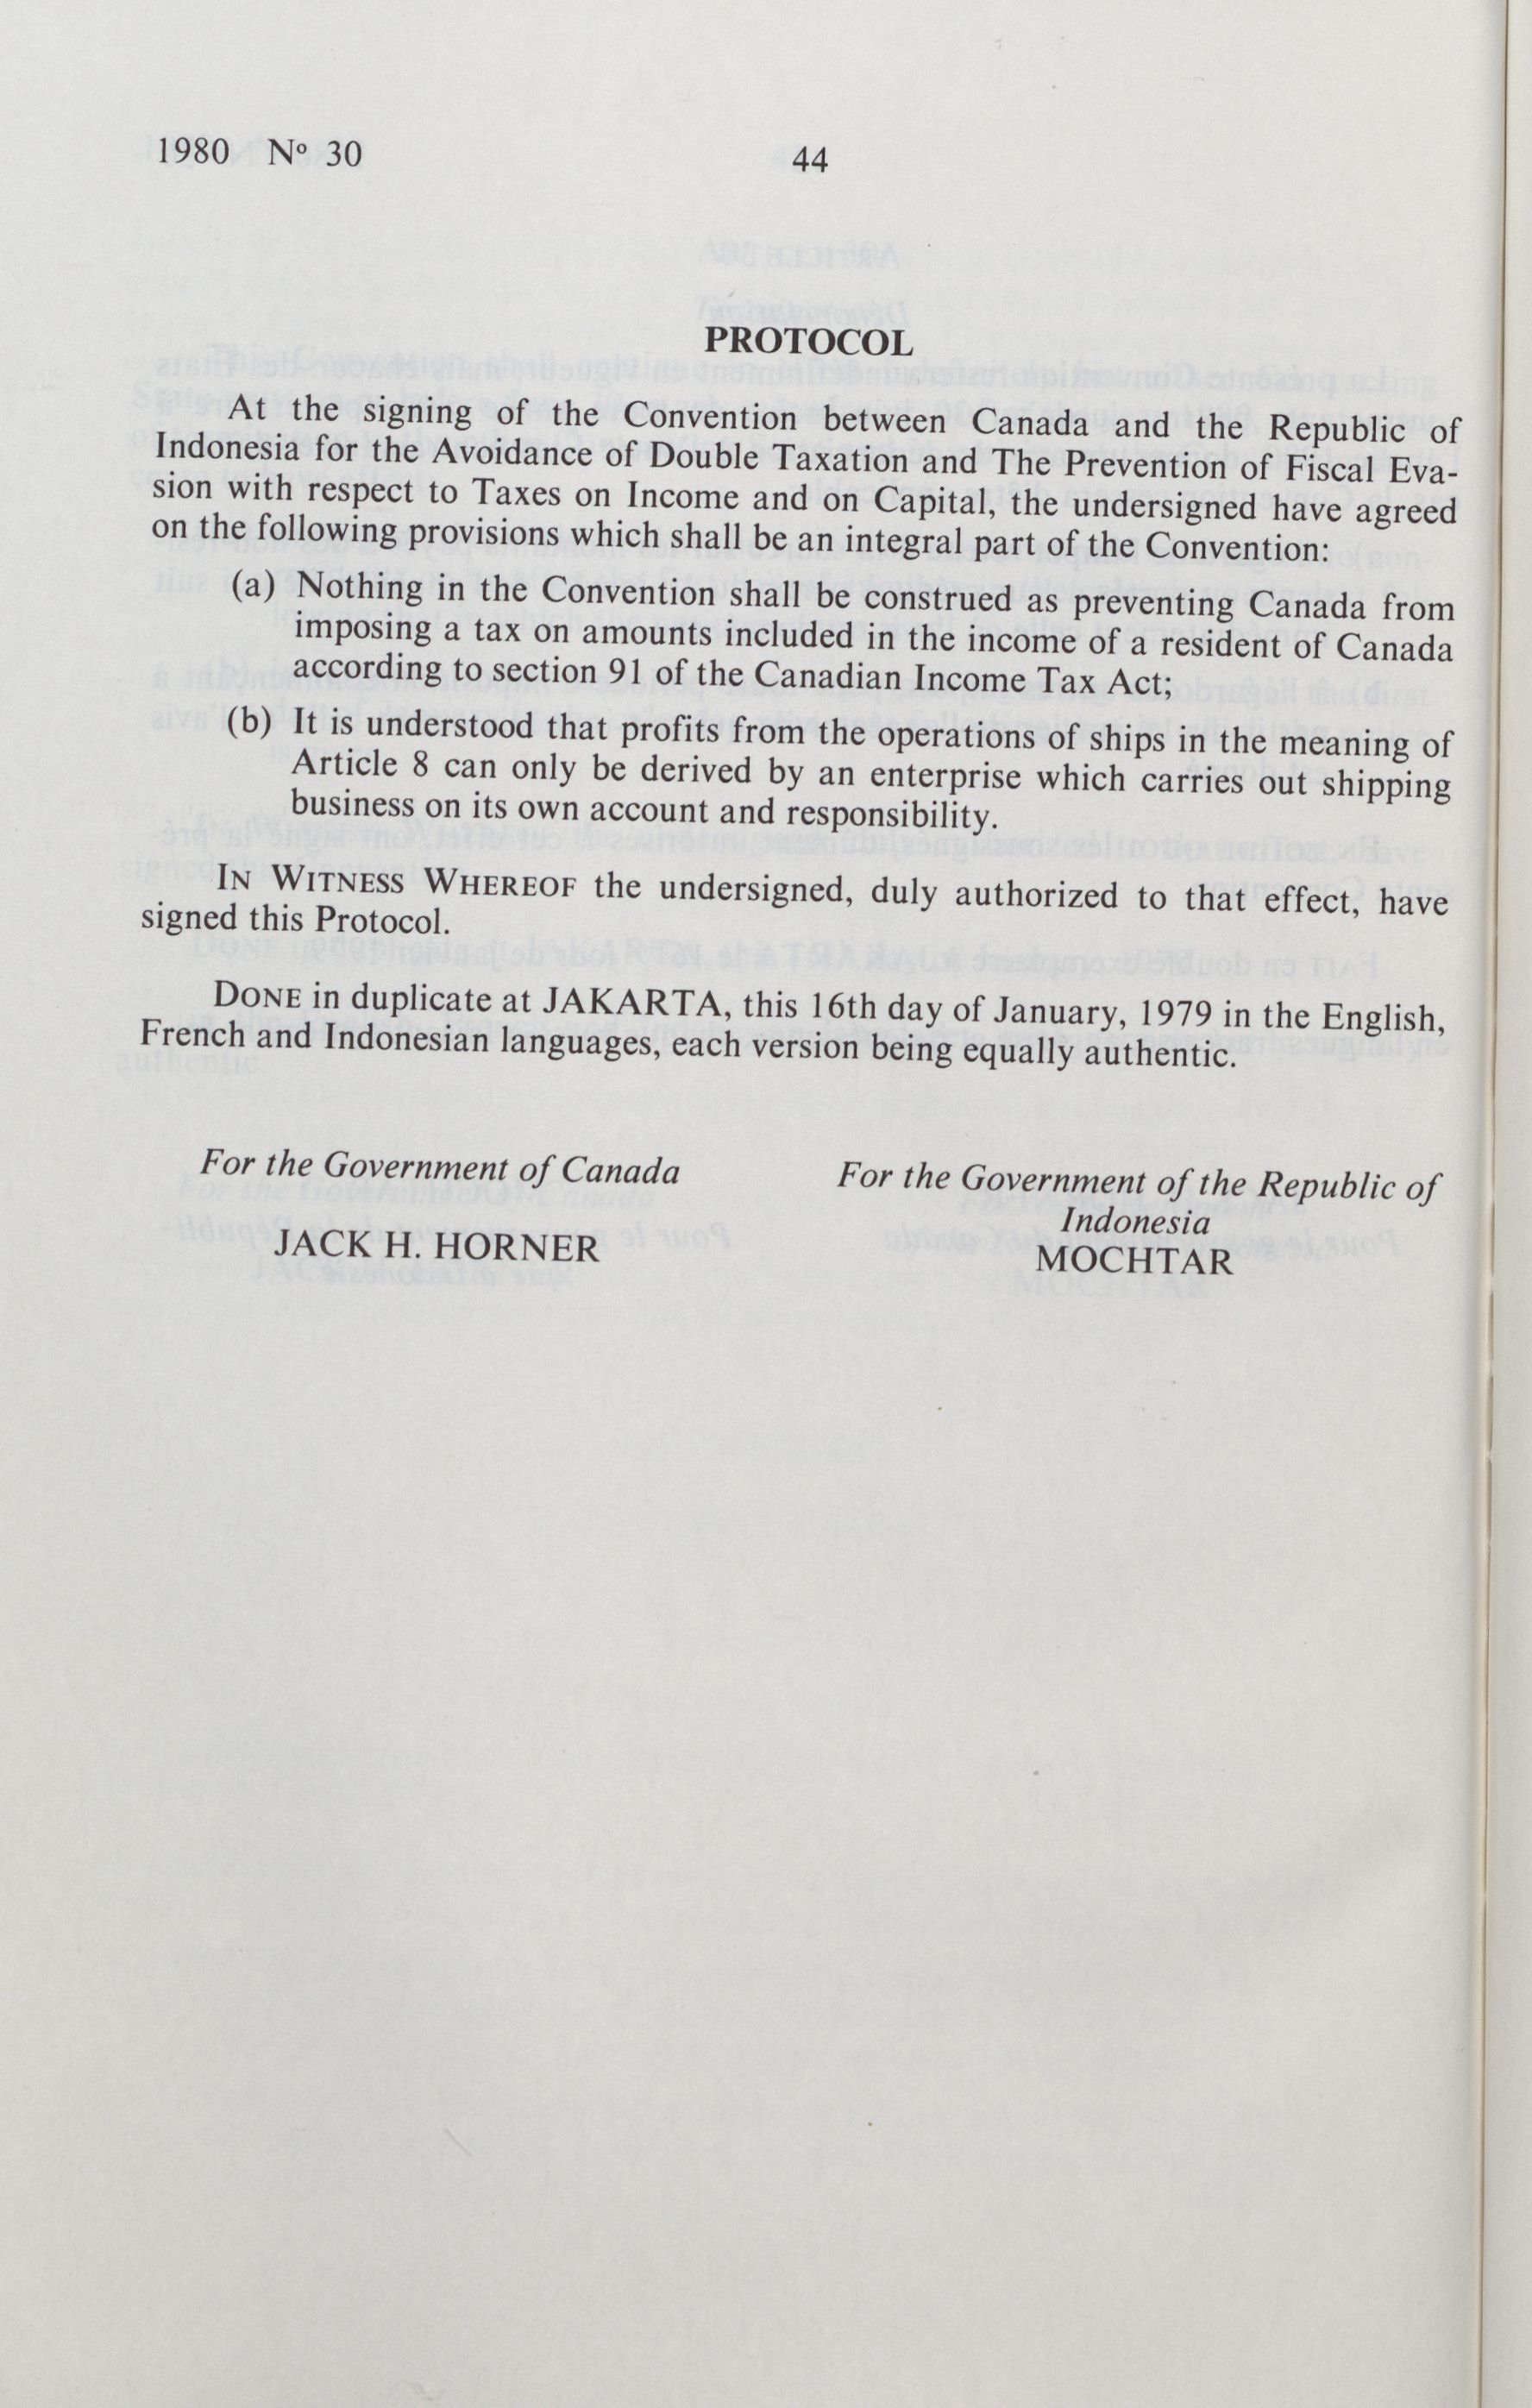 1980 Nº 30
44
PROTOCOL
At the signing of the Convention between Canada and the Republic of
Indonesia for the Avoidance of Double Taxation and The Prevention of Fiscal Eva-
sion with respect to Taxes on Income and on Capital, the undersigned have agreed
on the following provisions which shall be an integral part of the Convention:
(a) Nothing in the Convention shall be construed as preventing Canada from
imposing a tax on amounts included in the income of a resident of Canada
according to section 91 of the Canadian Income Tax Act;
(b) It is understood that profits from the operations of ships in the meaning of
Article 8 can only be derived by an enterprise which carries out shipping
business on its own account and responsibility.
IN WITNESS WHEREOF the undersigned, duly authorized to that effect, have
signed this Protocol.
DONE in duplicate at JAKARTA, this 16th day of January, 1979 in the English,
French and Indonesian languages, each version being equally authentic.
For the Government of Canada
JACK H. HORNER
For the Government of the Republic of
Indonesia
MOCHTAR